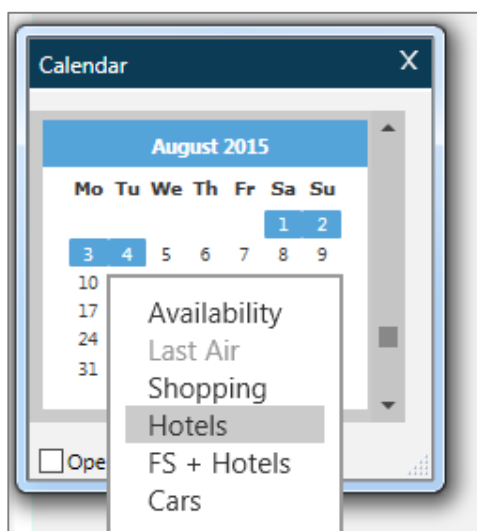 Calendar X
August 2015
Mo Tu We Th Fr Sa Su
1 2
3 4 5 6 7 8 9
10
17
24
31
Availability
Last Air
Shopping
Hotels
Ope
FS + Hotels
Cars